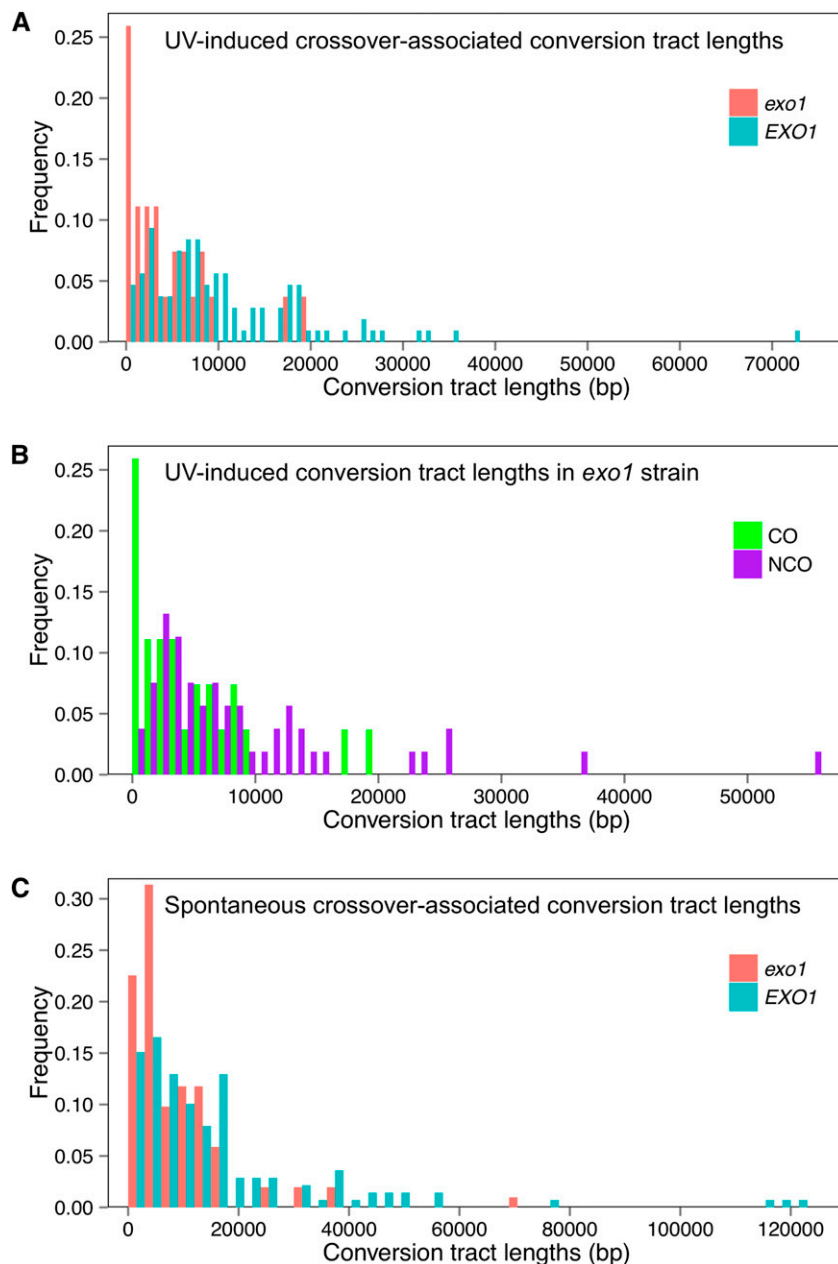 A
UV-induced crossover-associated conversion tract lengths
exo1
EXO1
Frequency
0.25
0.20
0.15
0.10
0.05
0.00
0 10000 20000 30000 40000 50000 60000 70000
Conversion tract lengths (bp)
B
UV-induced conversion tract lengths in exo1 strain
CO
NCO
Frequency
0.25
0.20
0.15
0.10
0.05
0.00
0 10000 20000 30000 40000 50000
Conversion tract lengths (bp)
C
Spontaneous crossover-associated conversion tract lengths
exo1
EXO1
Frequency
0.30
0.25
0.20
0.15
0.10
0.05
0.00
0 20000 40000 60000 80000 100000 120000
Conversion tract lengths (bp)